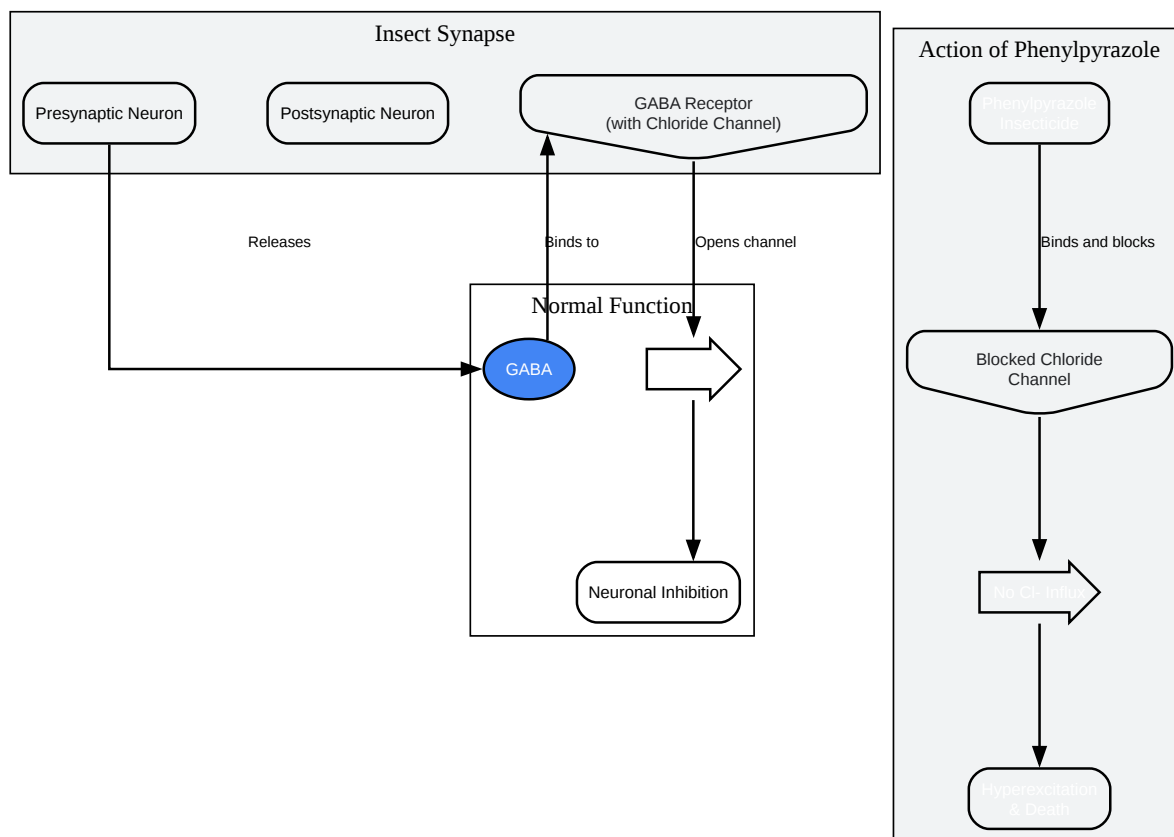 Insect Synapse
Presynaptic Neuron
Postsynaptic Neuron
GABA Receptor
(with Chloride Channel)
Releases
Binds to
Opens channel
Normal Function
GABA
Neuronal Inhibition
Action of Phenylpyrazole
Phenylpyrazole
Insecticide
Binds and blocks
Blocked Chloride
Channel
No Cl- Influx
Hyperexcitation
& Death